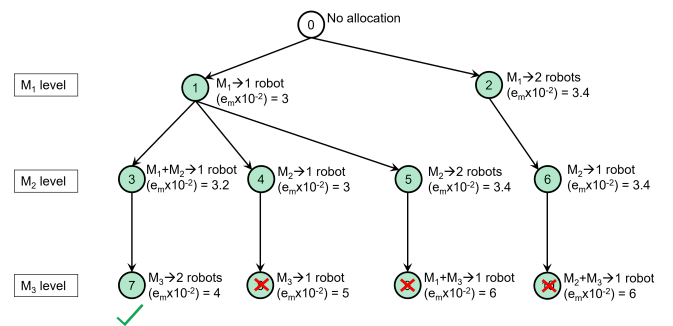 0 No allocation
M₁ level
1 M₁→1 robot
(eₘx10⁻²) = 3
2 M₁→2 robots
(eₘx10⁻²) = 3.4
M₂ level
3 M₁+M₂→1 robot
(eₘx10⁻²) = 3.2
4 M₂→1 robot
(eₘx10⁻²) = 3
5 M₂→2 robots
(eₘx10⁻²) = 3.4
6 M₂→1 robot
(eₘx10⁻²) = 3.4
M₃ level
7 M₃→2 robots
(eₘx10⁻²) = 4
M₃→1 robot
(eₘx10⁻²) = 5
M₁+M₃→1 robot
(eₘx10⁻²) = 6
M₂+M₃→1 robot
(eₘx10⁻²) = 6